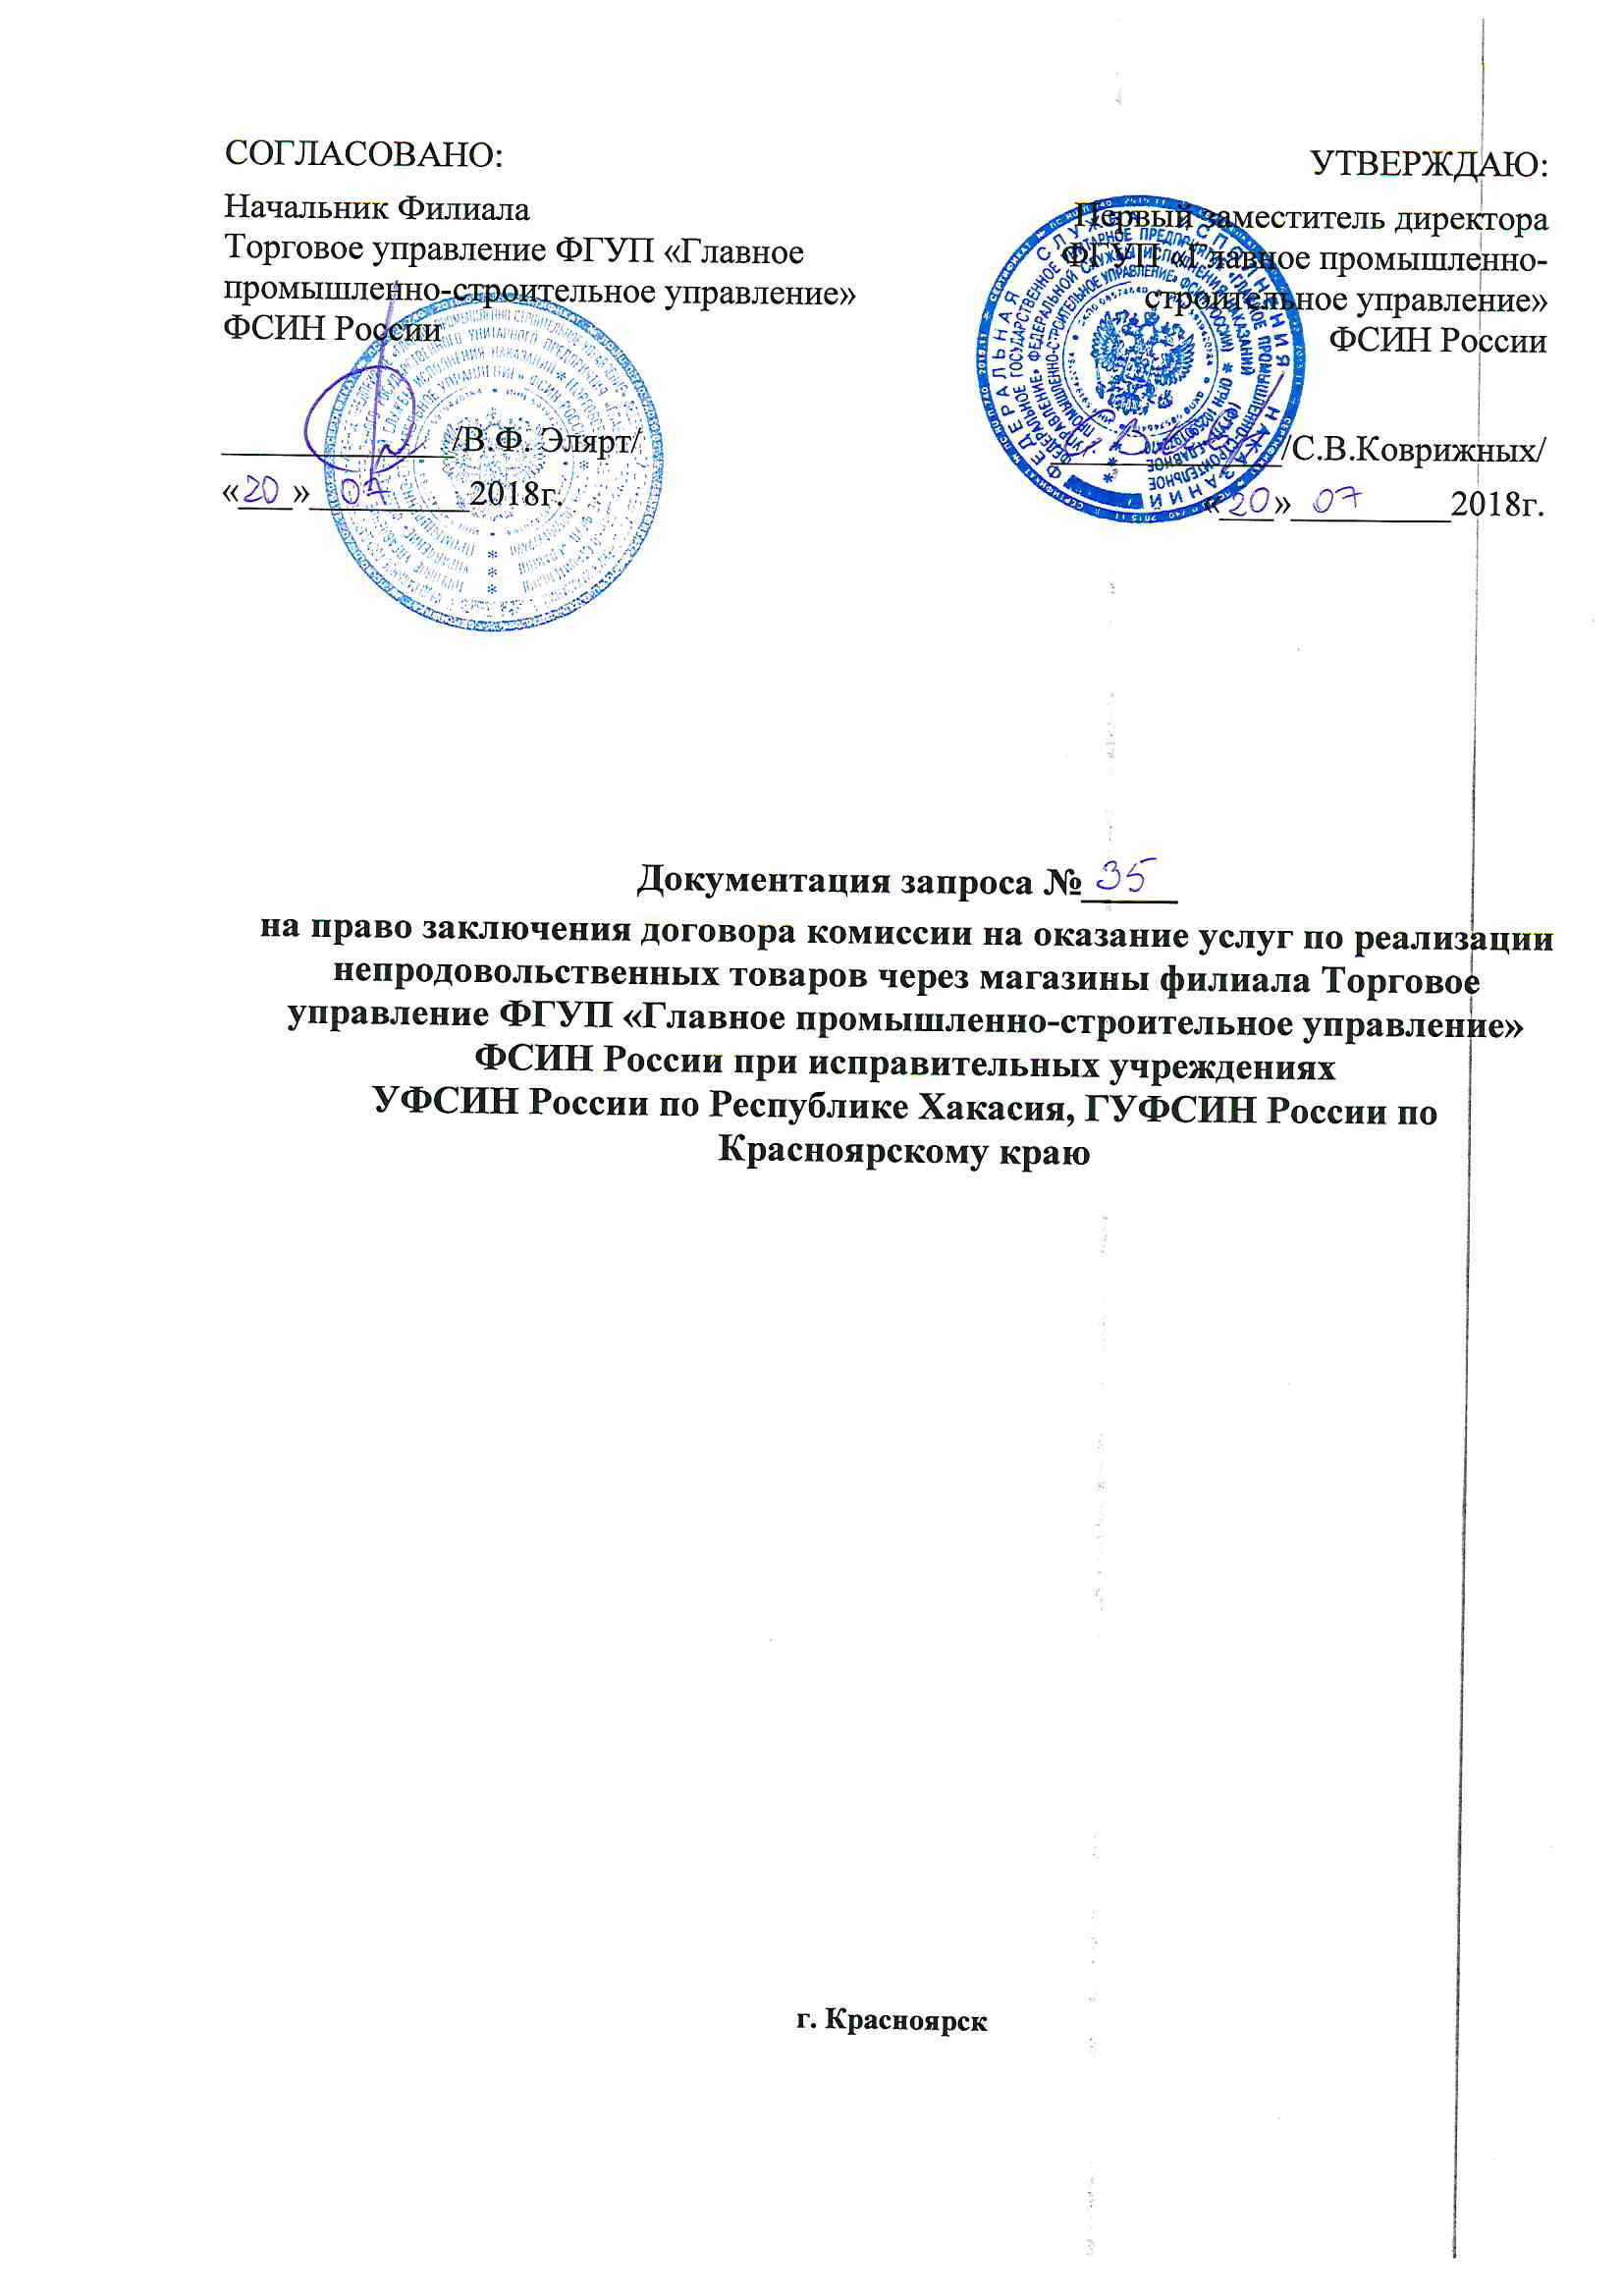 СОГЛАСОВАНО:
Начальник Филиала
Торговое управление ФГУП «Главное
промышленно-строительное управление»
ФСИН России
/В.Ф. Элярт/
«20» 07 2018г.
УТВЕРЖДАЮ:
Первый заместитель директора
ФГУП «Главное промышленно-
строительное управление»
ФСИН России
/С.В.Коврижных/
«20» 07 2018г.
Документация запроса № 35
на право заключения договора комиссии на оказание услуг по реализации
непродовольственных товаров через магазины филиала Торговое
управление ФГУП «Главное промышленно-строительное управление»
ФСИН России при исправительных учреждениях
УФСИН России по Республике Хакасия, ГУФСИН России по
Красноярскому краю
г. Красноярск